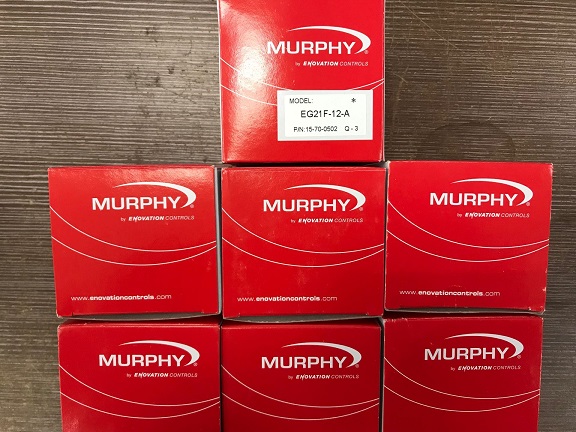 MURPHY®
by ENOVATION CONTROLS
MODEL: *
EG21F-12-A
P/N:15-70-0502 Q - 3
MURPHY®
by ENOVATION CONTROLS
www.enovationcontrols.com
MURPHY®
by ENOVATION CONTROLS
www.enovationcontrols.com
MURPHY®
by ENOVATION CONTROLS
www.enovationcontrols.com
MURPHY®
by ENOVATION CONTROLS
MURPHY®
by ENOVATION CONTROLS
MURPHY®
by ENOVATION CONTROLS